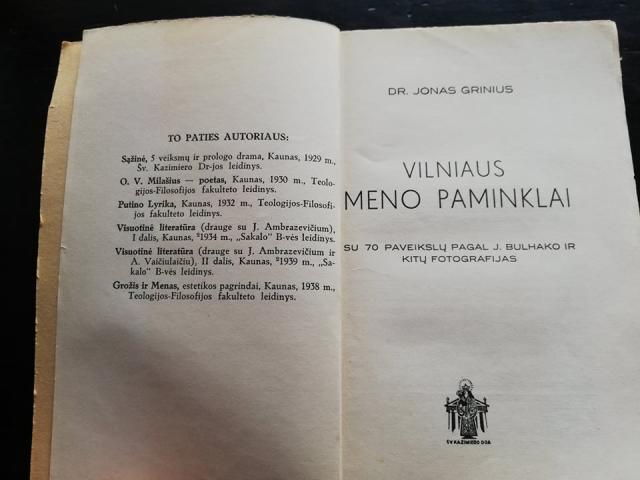 TO PATIES AUTORIAUS:
Sąžinė, 5 veiksmų ir prologo drama, Kaunas, 1929 m.,
Šv. Kazimiero Dr-jos leidinys.
O. V. Milašius — poetas, Kaunas, 1930 m., Teolo-
gijos-Filosofijos fakulteto leidinys.
Putino Lyrika, Kaunas, 1932 m., Teologijos-Filosofi-
jos fakulteto leidinys.
Visuotinė literatūra (drauge su J. Ambrazevičium),
I dalis, Kaunas, ²1934 m., „Sakalo" B-vės leidinys.
Visuotinė literatūra (drauge su J. Ambrazevičium ir
A. Vaičiulaičiu), II dalis, Kaunas, ²1939 m., „Sa-
kalo" B-vės leidinys.
Grožis ir Menas, estetikos pagrindai, Kaunas, 1938 m.,
Teologijos-Filosofijos fakulteto leidinys.
DR. JONAS GRINIUS
VILNIAUS
MENO PAMINKLAI
SU 70 PAVEIKSLŲ PAGAL J. BULHAKO IR
KITŲ FOTOGRAFIJAS
ŠV. KAZIMIERO DR-JA